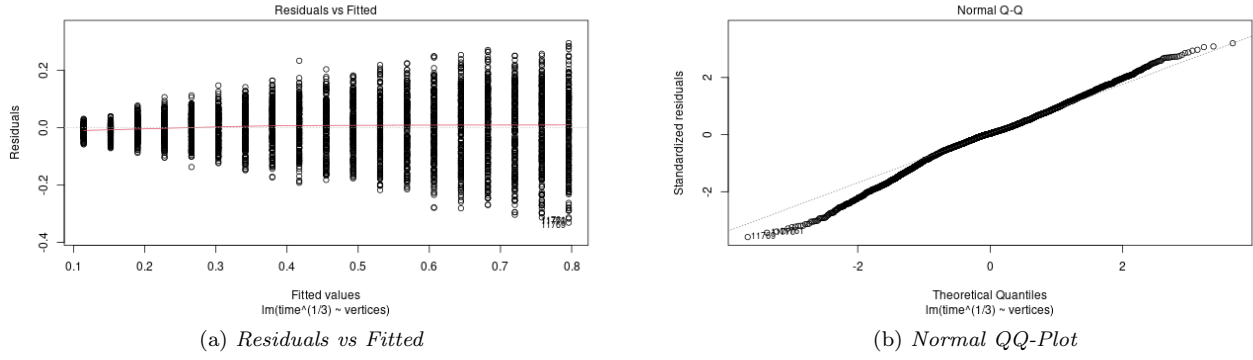 Residuals vs Fitted
Residuals
0.2
0.0
-0.2
-0.4
11769
0.1 0.2 0.3 0.4 0.5 0.6 0.7 0.8
Fitted values
lm(time^(1/3) ~ vertices)
(a) Residuals vs Fitted
Normal Q-Q
Standardized residuals
2
0
-2
11769
-2 0 2
Theoretical Quantiles
lm(time^(1/3) ~ vertices)
(b) Normal QQ-Plot